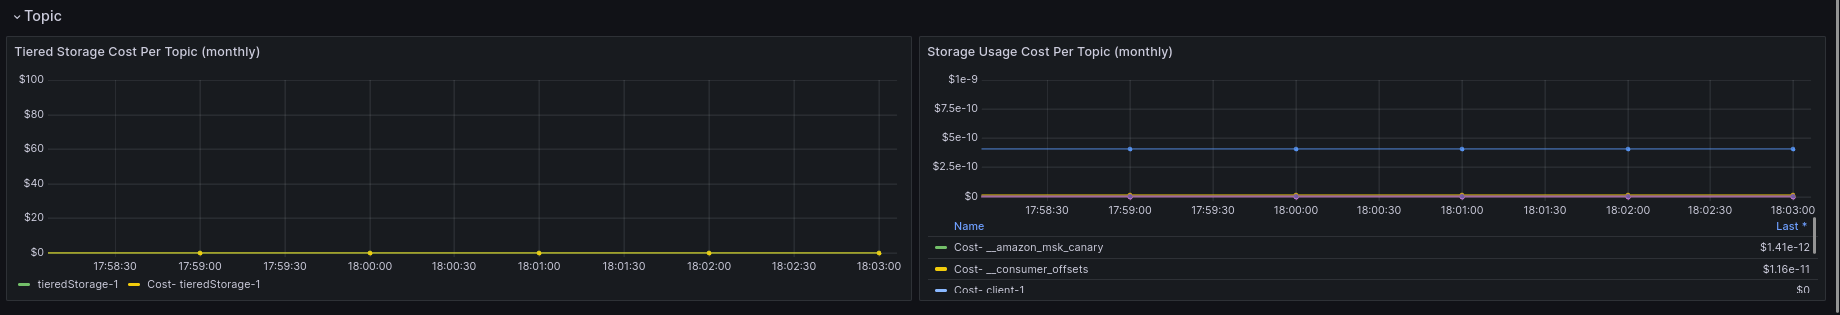 Topic
Tiered Storage Cost Per Topic (monthly)
$100
$80
$60
$40
$20
$0
17:58:30 17:59:00 17:59:30 18:00:00 18:00:30 18:01:00 18:01:30 18:02:00 18:02:30 18:03:00
tieredStorage-1 Cost- tieredStorage-1
Storage Usage Cost Per Topic (monthly)
$1e-9
$7.5e-10
$5e-10
$2.5e-10
$0
17:58:30 17:59:00 17:59:30 18:00:00 18:00:30 18:01:00 18:01:30 18:02:00 18:02:30 18:03:00
Name Last *
Cost- __amazon_msk_canary $1.41e-12
Cost- __consumer_offsets $1.16e-11
Cost- client-1 $0